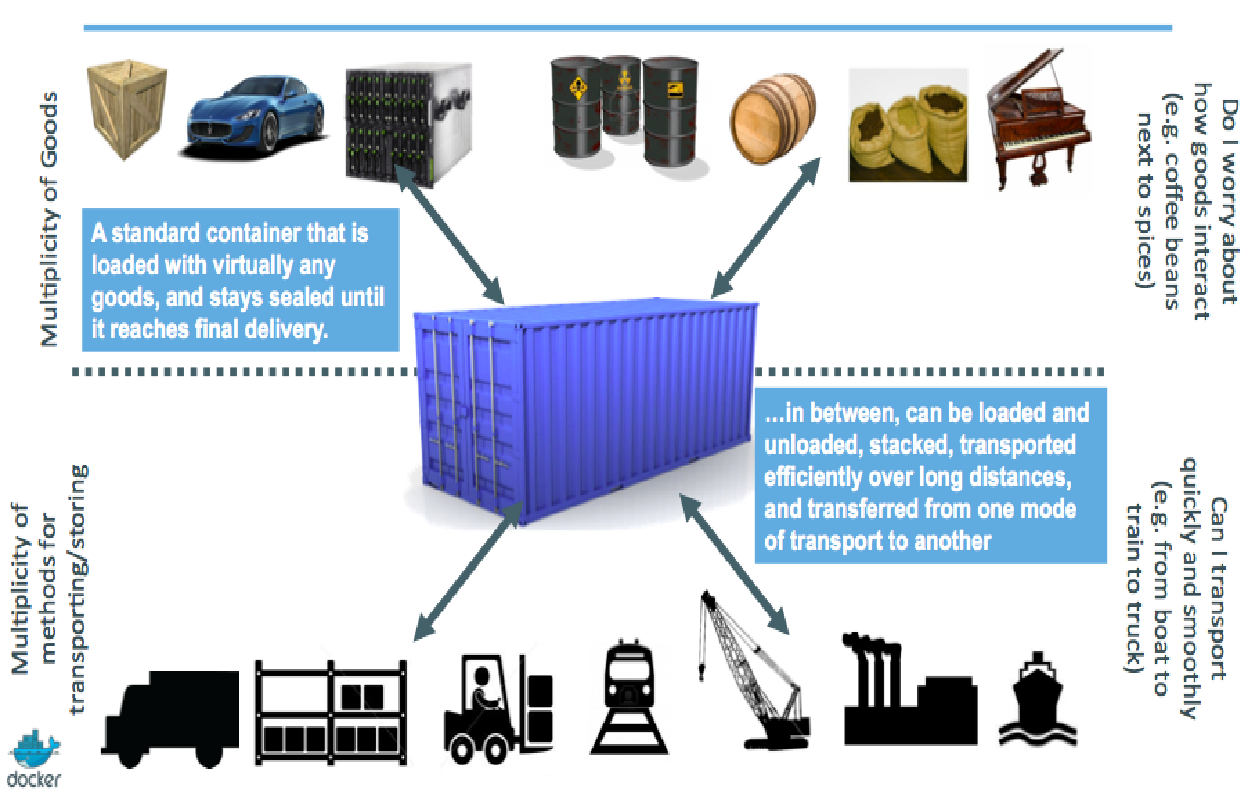 Multiplicity of Goods
Do I worry about
how goods interact
(e.g. coffee beans
next to spices)
A standard container that is
loaded with virtually any
goods, and stays sealed until
it reaches final delivery.
...in between, can be loaded and
unloaded, stacked, transported
efficiently over long distances,
and transferred from one mode
of transport to another
Multiplicity of
methods for
transporting/storing
Can I transport
quickly and smoothly
(e.g. from boat to
train to truck)
docker